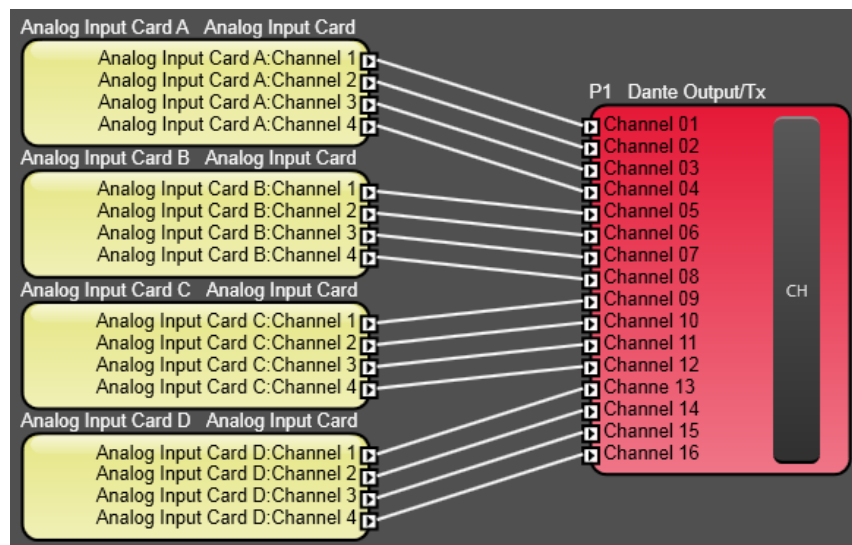 Analog Input Card A Analog Input Card
Analog Input Card A:Channel 1
Analog Input Card A:Channel 2
Analog Input Card A:Channel 3
Analog Input Card A:Channel 4
Analog Input Card B Analog Input Card
Analog Input Card B:Channel 1
Analog Input Card B:Channel 2
Analog Input Card B:Channel 3
Analog Input Card B:Channel 4
Analog Input Card C Analog Input Card
Analog Input Card C:Channel 1
Analog Input Card C:Channel 2
Analog Input Card C:Channel 3
Analog Input Card C:Channel 4
Analog Input Card D Analog Input Card
Analog Input Card D:Channel 1
Analog Input Card D:Channel 2
Analog Input Card D:Channel 3
Analog Input Card D:Channel 4
P1 Dante Output/Tx
Channel 01
Channel 02
Channel 03
Channel 04
Channel 05
Channel 06
Channel 07
Channel 08
Channel 09
Channel 10
Channel 11
Channel 12
Channe 13
Channel 14
Channel 15
Channel 16
CH